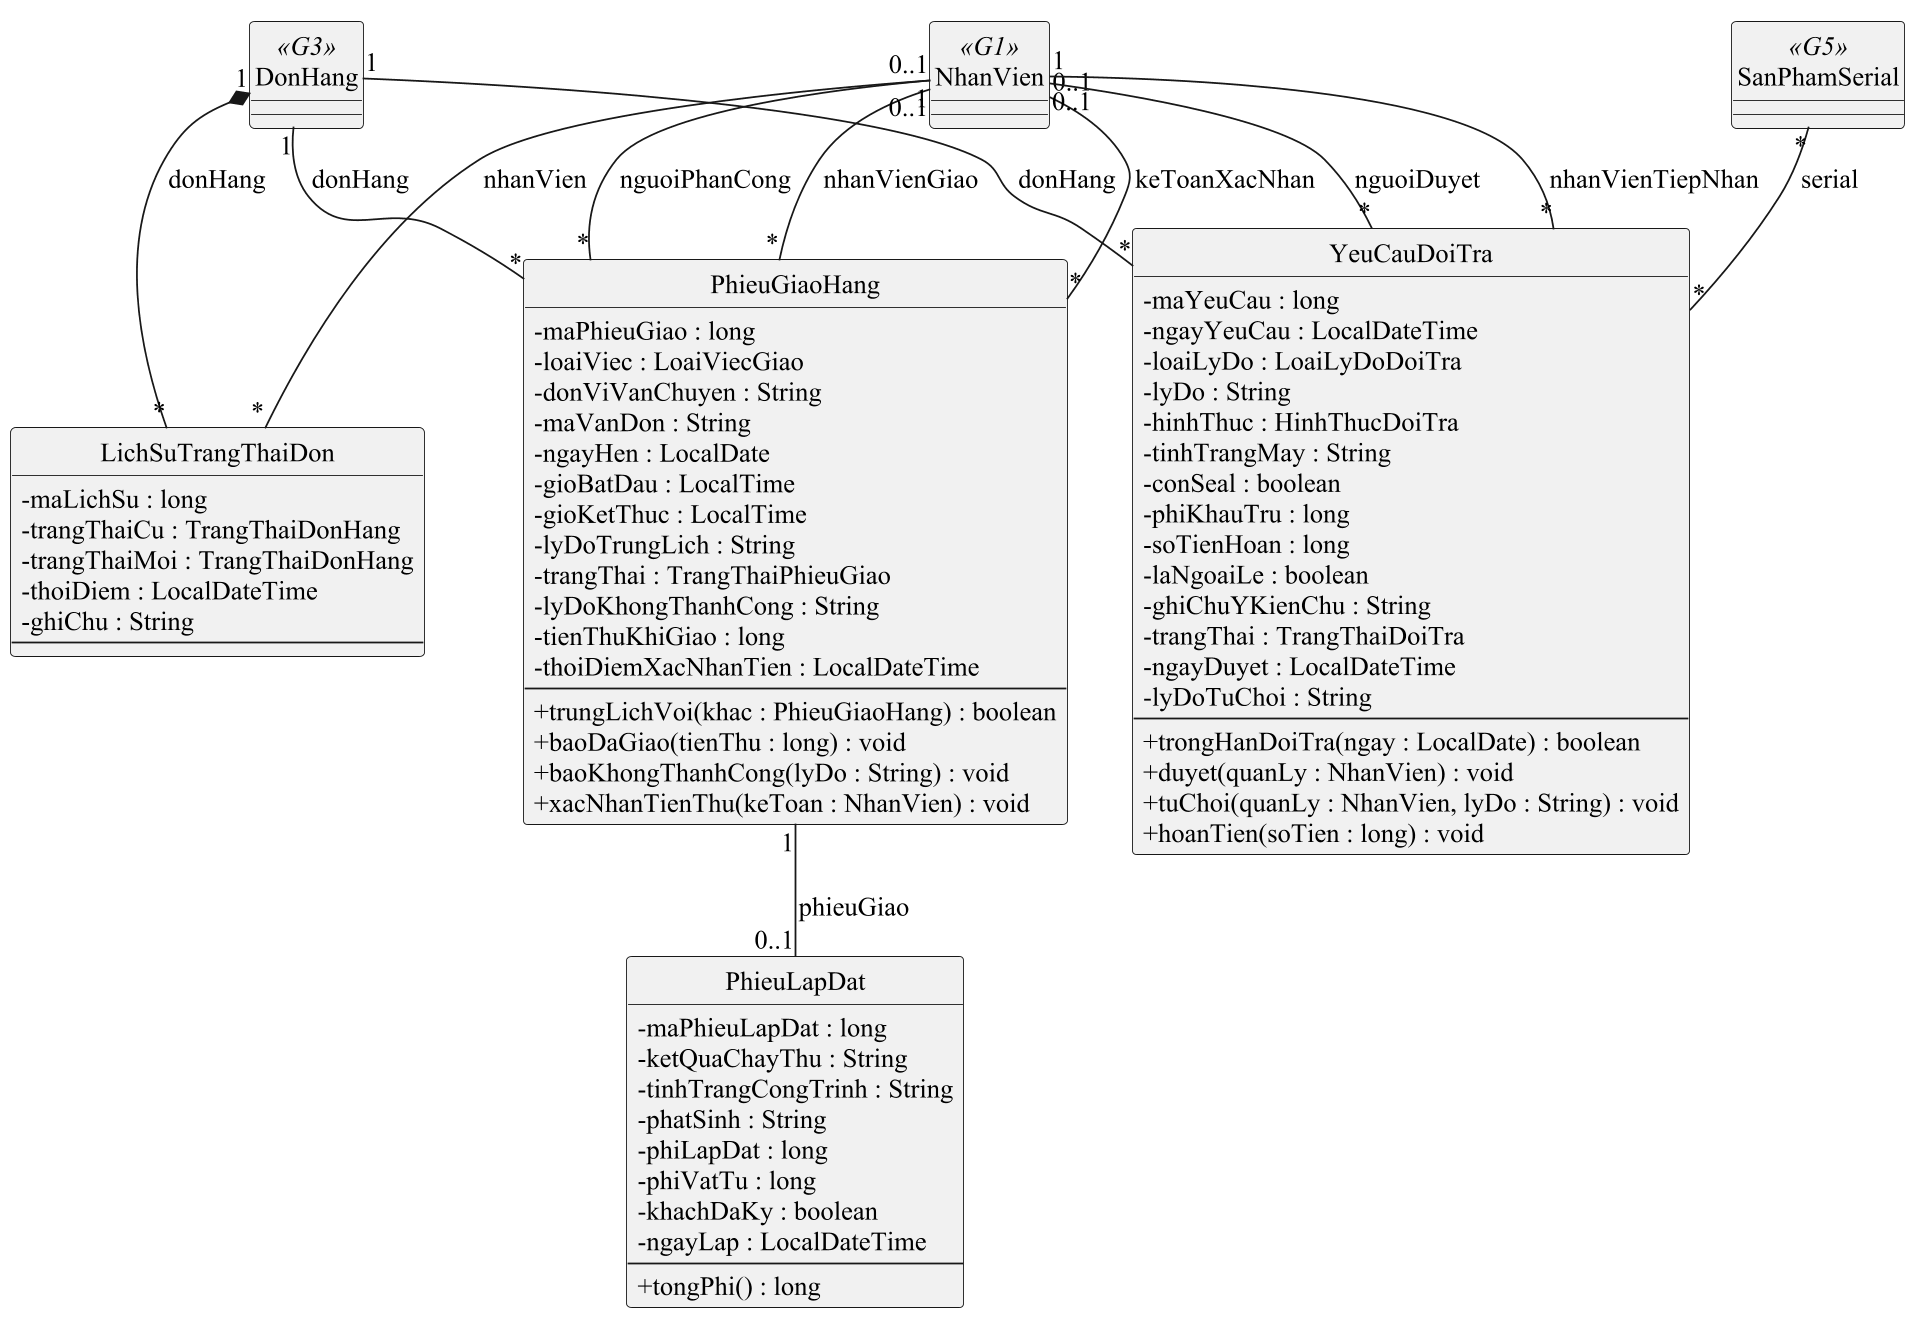 «G3»
DonHang
«G1»
NhanVien
«G5»
SanPhamSerial
1
1
1
0..1
0..1
1
1
0..1
0..1
*
donHang
donHang
nhanVien
nguoiPhanCong
nhanVienGiao
donHang
keToanXacNhan
nguoiDuyet
nhanVienTiepNhan
serial
*
*
*
*
*
*
*
*
*
*
LichSuTrangThaiDon
-maLichSu : long
-trangThaiCu : TrangThaiDonHang
-trangThaiMoi : TrangThaiDonHang
-thoiDiem : LocalDateTime
-ghiChu : String
PhieuGiaoHang
-maPhieuGiao : long
-loaiViec : LoaiViecGiao
-donViVanChuyen : String
-maVanDon : String
-ngayHen : LocalDate
-gioBatDau : LocalTime
-gioKetThuc : LocalTime
-lyDoTrungLich : String
-trangThai : TrangThaiPhieuGiao
-lyDoKhongThanhCong : String
-tienThuKhiGiao : long
-thoiDiemXacNhanTien : LocalDateTime
+trungLichVoi(khac : PhieuGiaoHang) : boolean
+baoDaGiao(tienThu : long) : void
+baoKhongThanhCong(lyDo : String) : void
+xacNhanTienThu(keToan : NhanVien) : void
YeuCauDoiTra
-maYeuCau : long
-ngayYeuCau : LocalDateTime
-loaiLyDo : LoaiLyDoDoiTra
-lyDo : String
-hinhThuc : HinhThucDoiTra
-tinhTrangMay : String
-conSeal : boolean
-phiKhauTru : long
-soTienHoan : long
-laNgoaiLe : boolean
-ghiChuYKienChu : String
-trangThai : TrangThaiDoiTra
-ngayDuyet : LocalDateTime
-lyDoTuChoi : String
+trongHanDoiTra(ngay : LocalDate) : boolean
+duyet(quanLy : NhanVien) : void
+tuChoi(quanLy : NhanVien, lyDo : String) : void
+hoanTien(soTien : long) : void
1
phieuGiao
0..1
PhieuLapDat
-maPhieuLapDat : long
-ketQuaChayThu : String
-tinhTrangCongTrinh : String
-phatSinh : String
-phiLapDat : long
-phiVatTu : long
-khachDaKy : boolean
-ngayLap : LocalDateTime
+tongPhi() : long